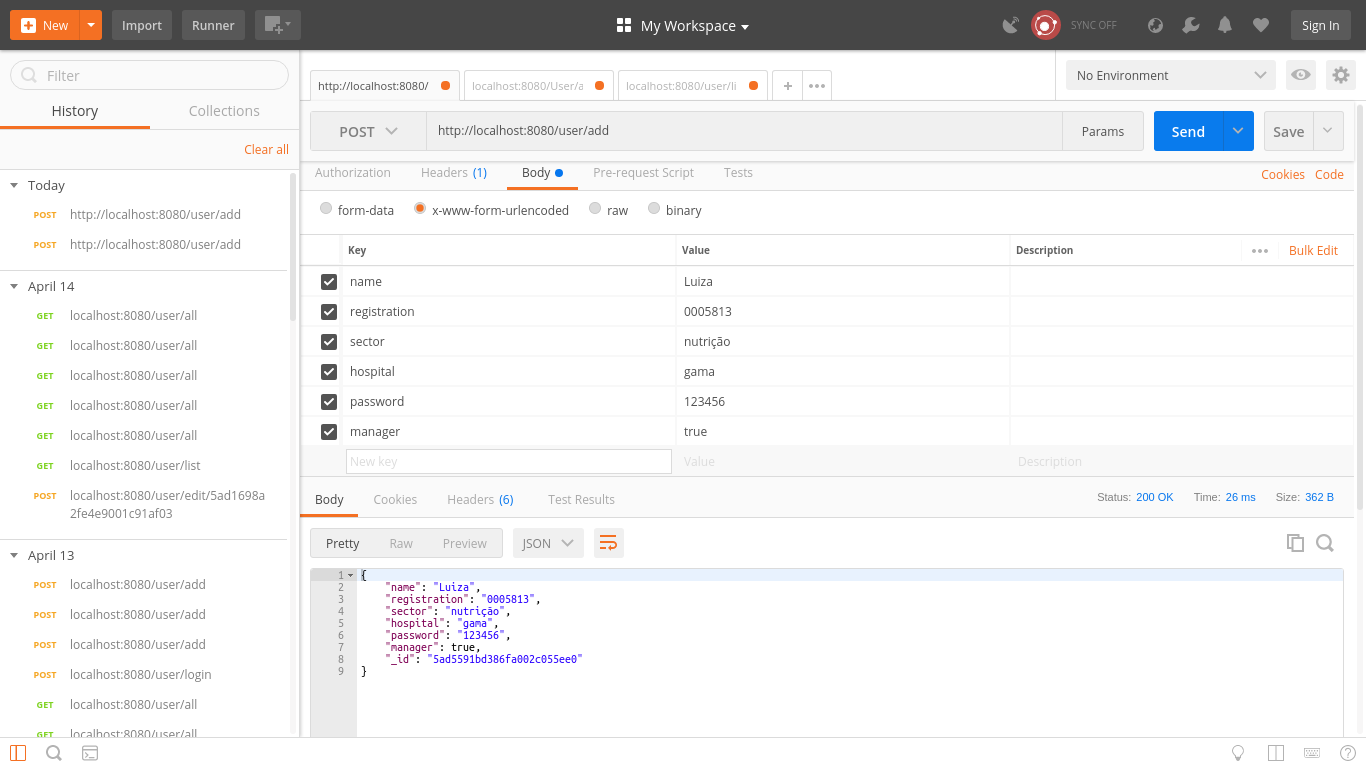 New Import Runner My Workspace SYNC OFF Sign In
Filter
History Collections
Clear all
Today
POST http://localhost:8080/user/add
POST http://localhost:8080/user/add
April 14
GET localhost:8080/user/all
GET localhost:8080/user/all
GET localhost:8080/user/all
GET localhost:8080/user/all
GET localhost:8080/user/all
GET localhost:8080/user/list
POST localhost:8080/user/edit/5ad1698a
2fe4e9001c91af03
April 13
POST localhost:8080/user/add
POST localhost:8080/user/add
POST localhost:8080/user/add
POST localhost:8080/user/login
GET localhost:8080/user/all
GET localhost:8080/user/all
http://localhost:8080/ localhost:8080/User/a localhost:8080/user/li + ••• No Environment
POST http://localhost:8080/user/add Params Send Save
Authorization Headers (1) Body Pre-request Script Tests Cookies Code
form-data x-www-form-urlencoded raw binary
Key Value Description ••• Bulk Edit
name Luiza
registration 0005813
sector nutrição
hospital gama
password 123456
manager true
New key Value Description
Body Cookies Headers (6) Test Results Status: 200 OK Time: 26 ms Size: 362 B
Pretty Raw Preview JSON
1 {
2 "name": "Luiza",
3 "registration": "0005813",
4 "sector": "nutrição",
5 "hospital": "gama",
6 "password": "123456",
7 "manager": true,
8 "_id": "5ad5591bd386fa002c055ee0"
9 }